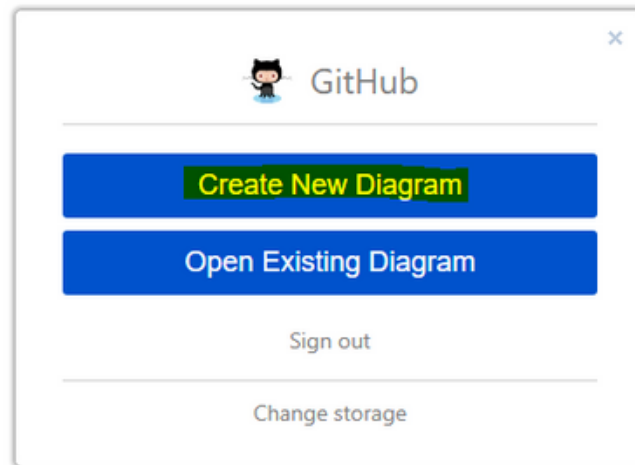 GitHub
Create New Diagram
Open Existing Diagram
Sign out
Change storage